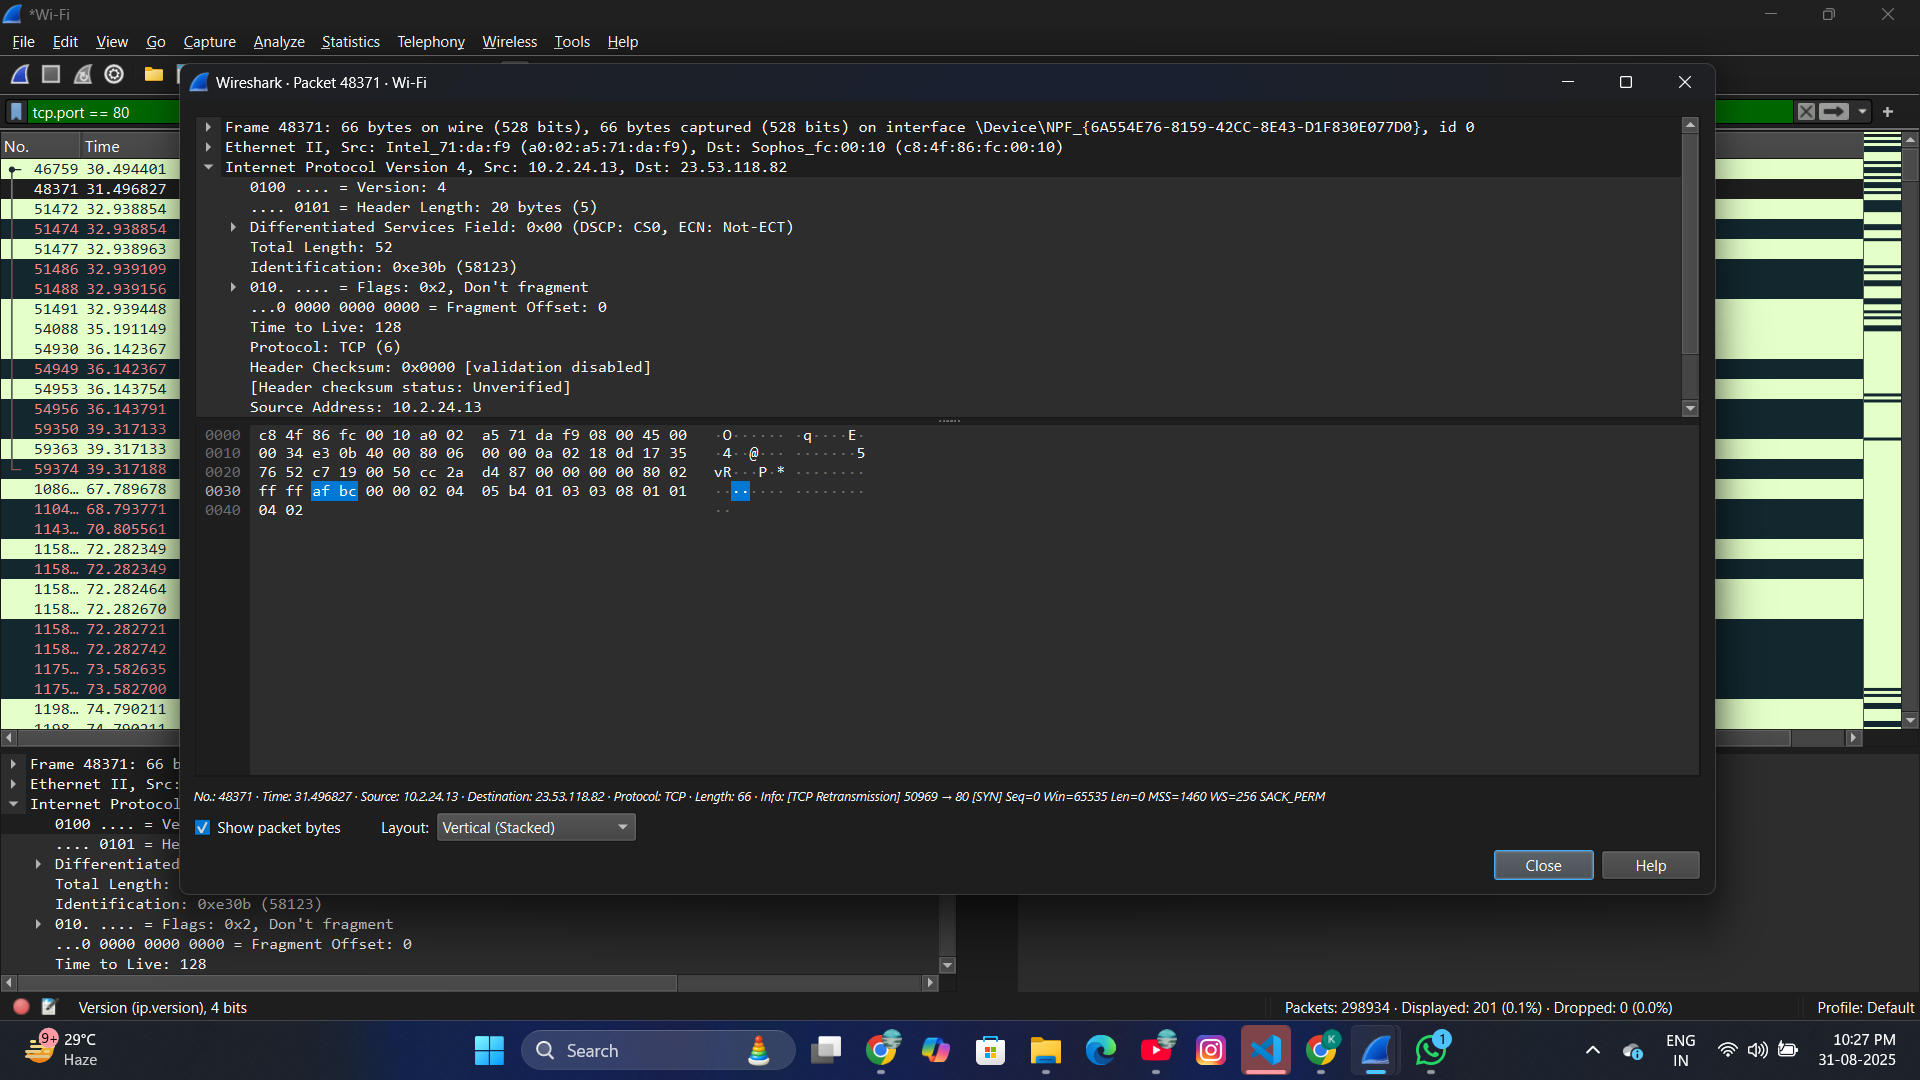 *Wi-Fi
File Edit View Go Capture Analyze Statistics Telephony Wireless Tools Help
tcp.port == 80
No. Time
46759 30.494401
48371 31.496827
51472 32.938854
51474 32.938854
51477 32.938963
51486 32.939109
51488 32.939156
51491 32.939448
54088 35.191149
54930 36.142367
54949 36.142367
54953 36.143754
54956 36.143791
59350 39.317133
59363 39.317133
59374 39.317188
1086… 67.789678
1104… 68.793771
1143… 70.805561
1158… 72.282349
1158… 72.282349
1158… 72.282464
1158… 72.282670
1158… 72.282721
1158… 72.282742
1175… 73.582635
1175… 73.582700
1198… 74.790211
1198… 74.790211
Wireshark · Packet 48371 · Wi-Fi
Frame 48371: 66 bytes on wire (528 bits), 66 bytes captured (528 bits) on interface \Device\NPF_{6A554E76-8159-42CC-8E43-D1F830E077D0}, id 0
Ethernet II, Src: Intel_71:da:f9 (a0:02:a5:71:da:f9), Dst: Sophos_fc:00:10 (c8:4f:86:fc:00:10)
Internet Protocol Version 4, Src: 10.2.24.13, Dst: 23.53.118.82
0100 .... = Version: 4
.... 0101 = Header Length: 20 bytes (5)
Differentiated Services Field: 0x00 (DSCP: CS0, ECN: Not-ECT)
Total Length: 52
Identification: 0xe30b (58123)
010. .... = Flags: 0x2, Don't fragment
...0 0000 0000 0000 = Fragment Offset: 0
Time to Live: 128
Protocol: TCP (6)
Header Checksum: 0x0000 [validation disabled]
[Header checksum status: Unverified]
Source Address: 10.2.24.13
0000 c8 4f 86 fc 00 10 a0 02 a5 71 da f9 08 00 45 00 ·O······ ·q····E·
0010 00 34 e3 0b 40 00 80 06 00 00 0a 02 18 0d 17 35 ·4··@··· ·······5
0020 76 52 c7 19 00 50 cc 2a d4 87 00 00 00 00 80 02 vR···P·* ········
0030 ff ff af bc 00 00 02 04 05 b4 01 03 03 08 01 01 ········ ········
0040 04 02 ··
No.: 48371 · Time: 31.496827 · Source: 10.2.24.13 · Destination: 23.53.118.82 · Protocol: TCP · Length: 66 · Info: [TCP Retransmission] 50969 → 80 [SYN] Seq=0 Win=65535 Len=0 MSS=1460 WS=256 SACK_PERM
Show packet bytes Layout: Vertical (Stacked)
Close Help
Frame 48371: 66 b
Ethernet II, Src:
Internet Protocol
0100 .... = Ve
.... 0101 = He
Differentiated
Total Length:
Identification: 0xe30b (58123)
010. .... = Flags: 0x2, Don't fragment
...0 0000 0000 0000 = Fragment Offset: 0
Time to Live: 128
Version (ip.version), 4 bits Packets: 298934 · Displayed: 201 (0.1%) · Dropped: 0 (0.0%) Profile: Default
9+ 29°C
Haze
Search
K
1
ENG
IN
10:27 PM
31-08-2025